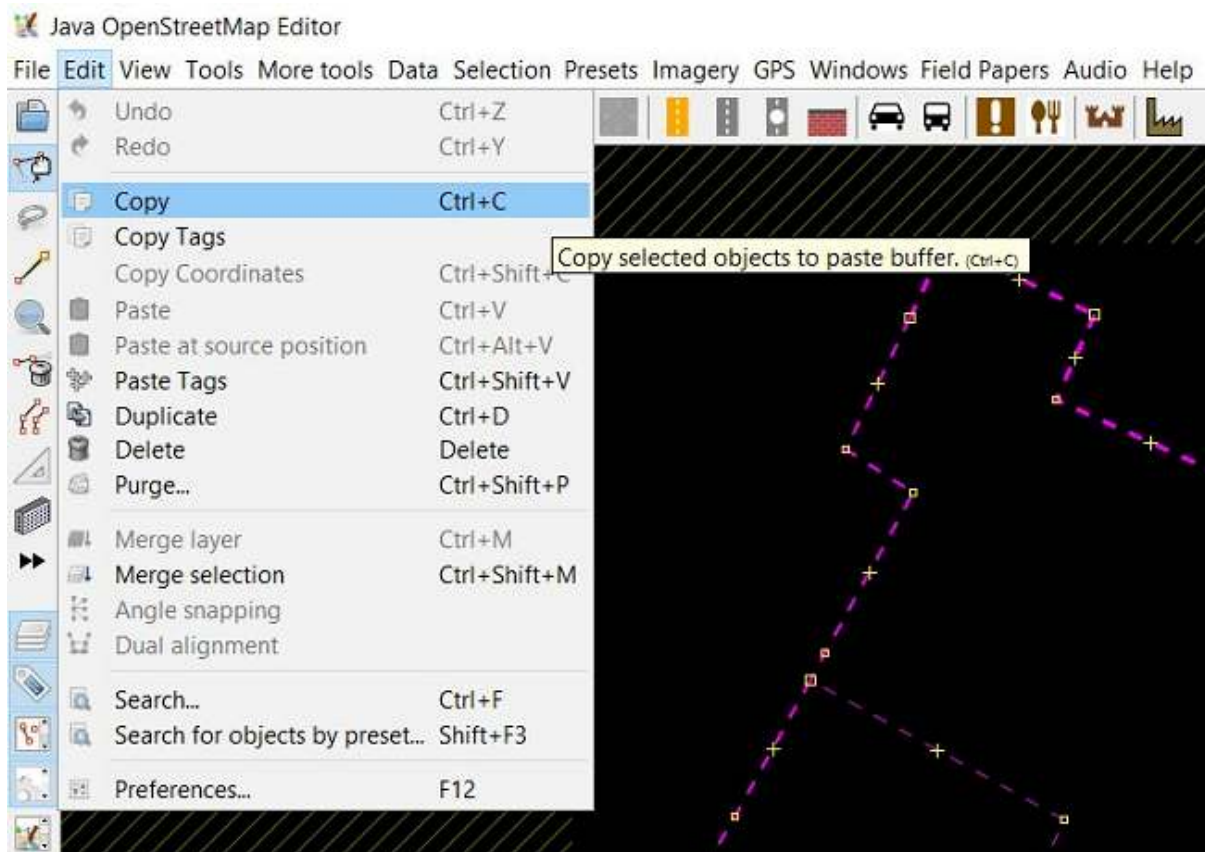 Java OpenStreetMap Editor
File Edit View Tools More tools Data Selection Presets Imagery GPS Windows Field Papers Audio Help
Undo Ctrl+Z
Redo Ctrl+Y
Copy Ctrl+C
Copy Tags
Copy selected objects to paste buffer. (Ctrl+C)
Copy Coordinates Ctrl+Shift+C
Paste Ctrl+V
Paste at source position Ctrl+Alt+V
Paste Tags Ctrl+Shift+V
Duplicate Ctrl+D
Delete Delete
Purge... Ctrl+Shift+P
Merge layer Ctrl+M
Merge selection Ctrl+Shift+M
Angle snapping
Dual alignment
Search... Ctrl+F
Search for objects by preset... Shift+F3
Preferences... F12